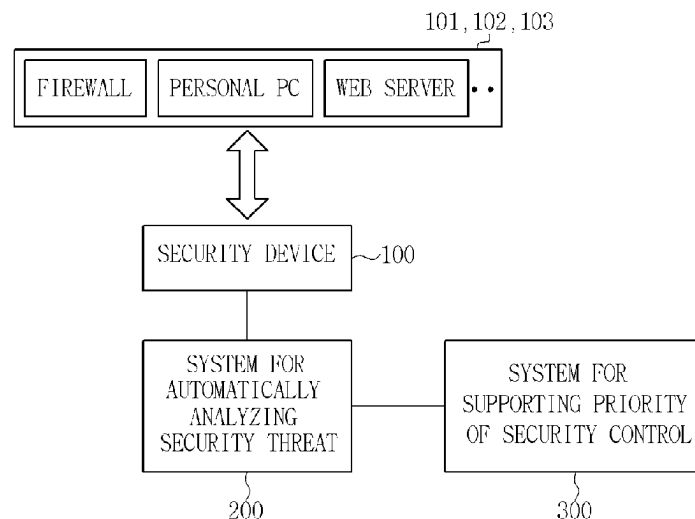 101, 102, 103
FIREWALL
PERSONAL PC
WEB SERVER
SECURITY DEVICE
100
SYSTEM FOR
AUTOMATICALLY
ANALYZING
SECURITY THREAT
200
SYSTEM FOR
SUPPORTING PRIORITY
OF SECURITY CONTROL
300